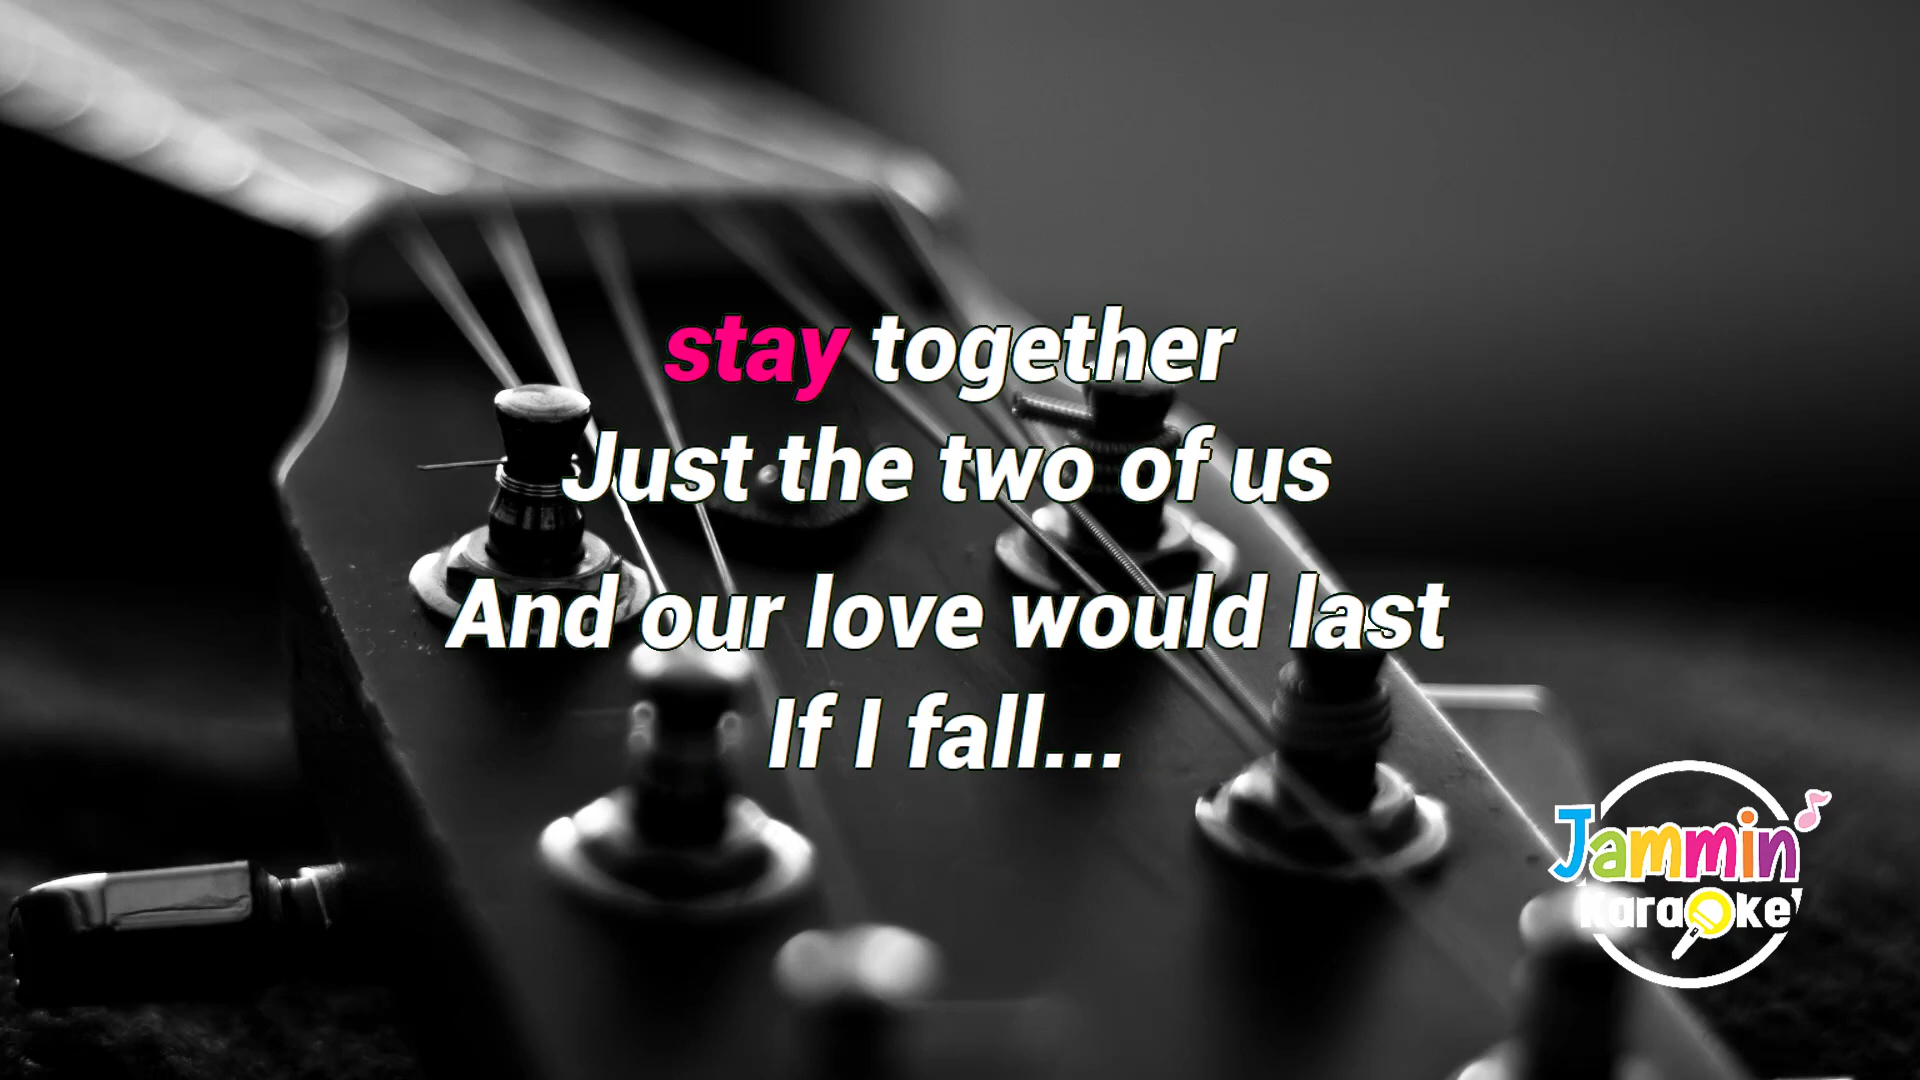 stay together
Just the two of us
And our love would last
If I fall...
Jammin'
Karaoke